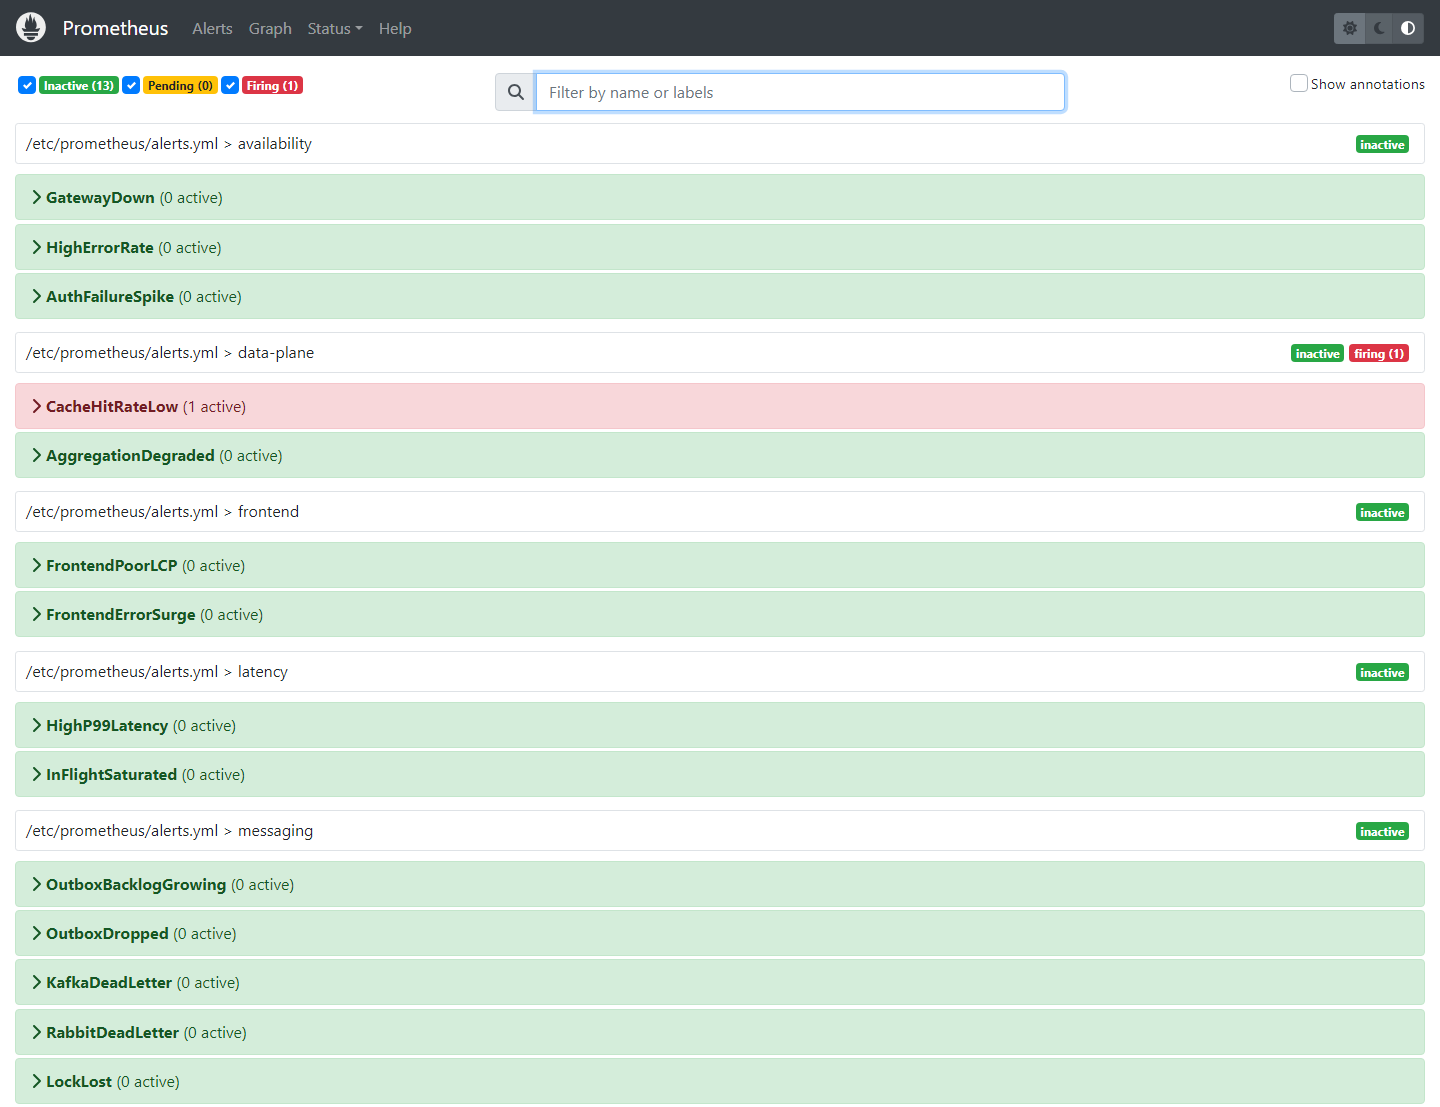 Prometheus Alerts Graph Status Help
Inactive (13) Pending (0) Firing (1) Filter by name or labels Show annotations
/etc/prometheus/alerts.yml > availability inactive
GatewayDown (0 active)
HighErrorRate (0 active)
AuthFailureSpike (0 active)
/etc/prometheus/alerts.yml > data-plane inactive firing (1)
CacheHitRateLow (1 active)
AggregationDegraded (0 active)
/etc/prometheus/alerts.yml > frontend inactive
FrontendPoorLCP (0 active)
FrontendErrorSurge (0 active)
/etc/prometheus/alerts.yml > latency inactive
HighP99Latency (0 active)
InFlightSaturated (0 active)
/etc/prometheus/alerts.yml > messaging inactive
OutboxBacklogGrowing (0 active)
OutboxDropped (0 active)
KafkaDeadLetter (0 active)
RabbitDeadLetter (0 active)
LockLost (0 active)